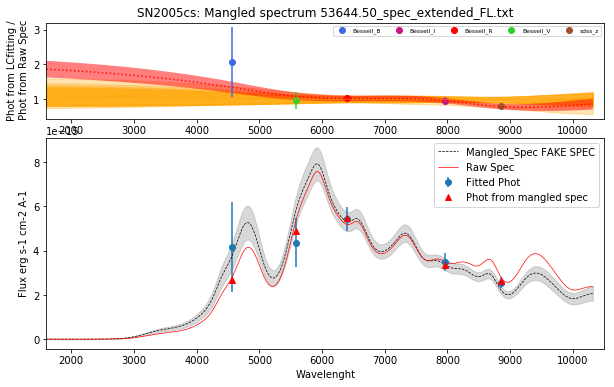 SN2005cs: Mangled spectrum 53644.50_spec_extended_FL.txt
Phot from LCfitting /
Phot from Raw Spec
3
2
1
Bessell_B
Bessell_I
Bessell_R
Bessell_V
sdss_z
2000 3000 4000 5000 6000 7000 8000 9000 10000
Flux erg s-1 cm-2 A-1
8
6
4
2
0
Mangled_Spec FAKE SPEC
Raw Spec
Fitted Phot
Phot from mangled spec
2000 3000 4000 5000 6000 7000 8000 9000 10000
Wavelenght